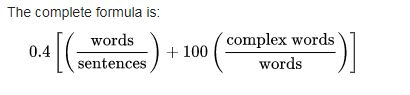 The complete formula is:
0.4 [ ( words / sentences ) + 100 ( complex words / words ) ]